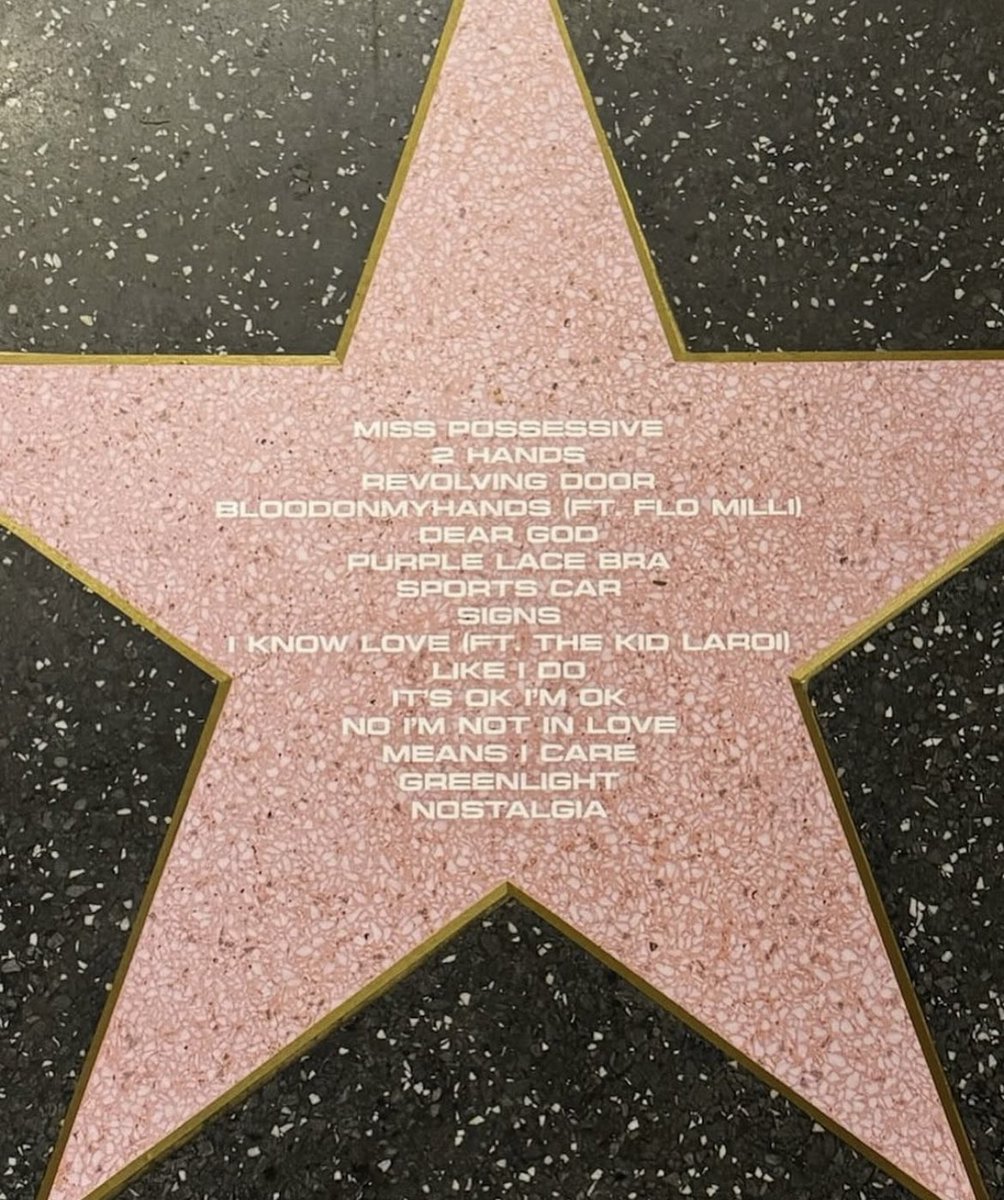 MISS POSSESSIVE
2 HANDS
REVOLVING DOOR
BLOODONMYHANDS (FT. FLO MILLI)
DEAR GOD
PURPLE LACE BRA
SPORTS CAR
SIGNS
I KNOW LOVE (FT. THE KID LAROI)
LIKE I DO
IT'S OK I'M OK
NO I'M NOT IN LOVE
MEANS I CARE
GREENLIGHT
NOSTALGIA